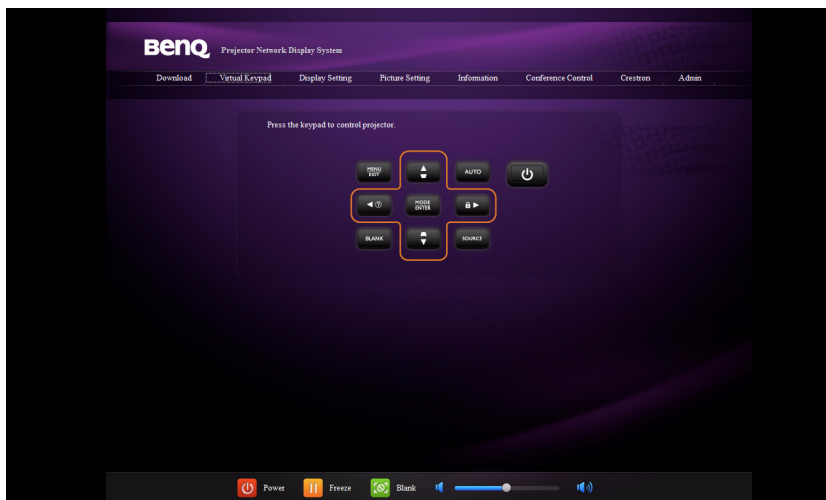 BenQ Projector Network Display System
Download Virtual Keypad Display Setting Picture Setting Information Conference Control Crestron Admin
Press the keypad to control projector.
MENU
EXIT
AUTO
?
MODE
ENTER
BLANK
SOURCE
Power Freeze Blank